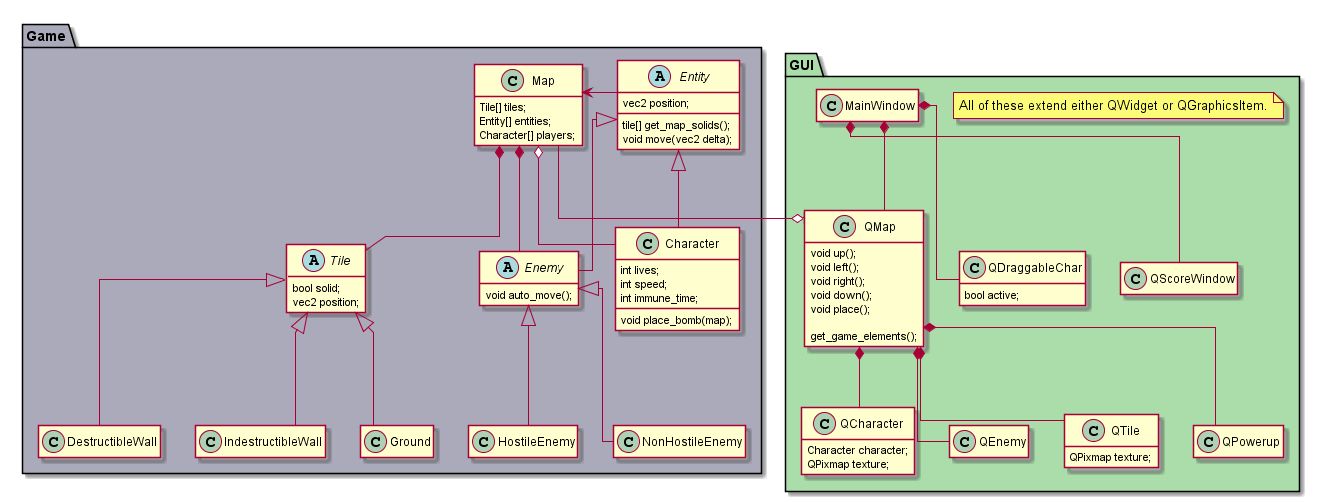 Game
C Map
Tile[] tiles;
Entity[] entities;
Character[] players;
A Entity
vec2 position;
tile[] get_map_solids();
void move(vec2 delta);
A Tile
bool solid;
vec2 position;
A Enemy
void auto_move();
C Character
int lives;
int speed;
int immune_time;
void place_bomb(map);
C DestructibleWall
C IndestructibleWall
C Ground
C HostileEnemy
C NonHostileEnemy
GUI
C MainWindow
All of these extend either QWidget or QGraphicsItem.
C QMap
void up();
void left();
void right();
void down();
void place();
get_game_elements();
C QDraggableChar
bool active;
C QScoreWindow
C QCharacter
Character character;
QPixmap texture;
C QEnemy
C QTile
QPixmap texture;
C QPowerup